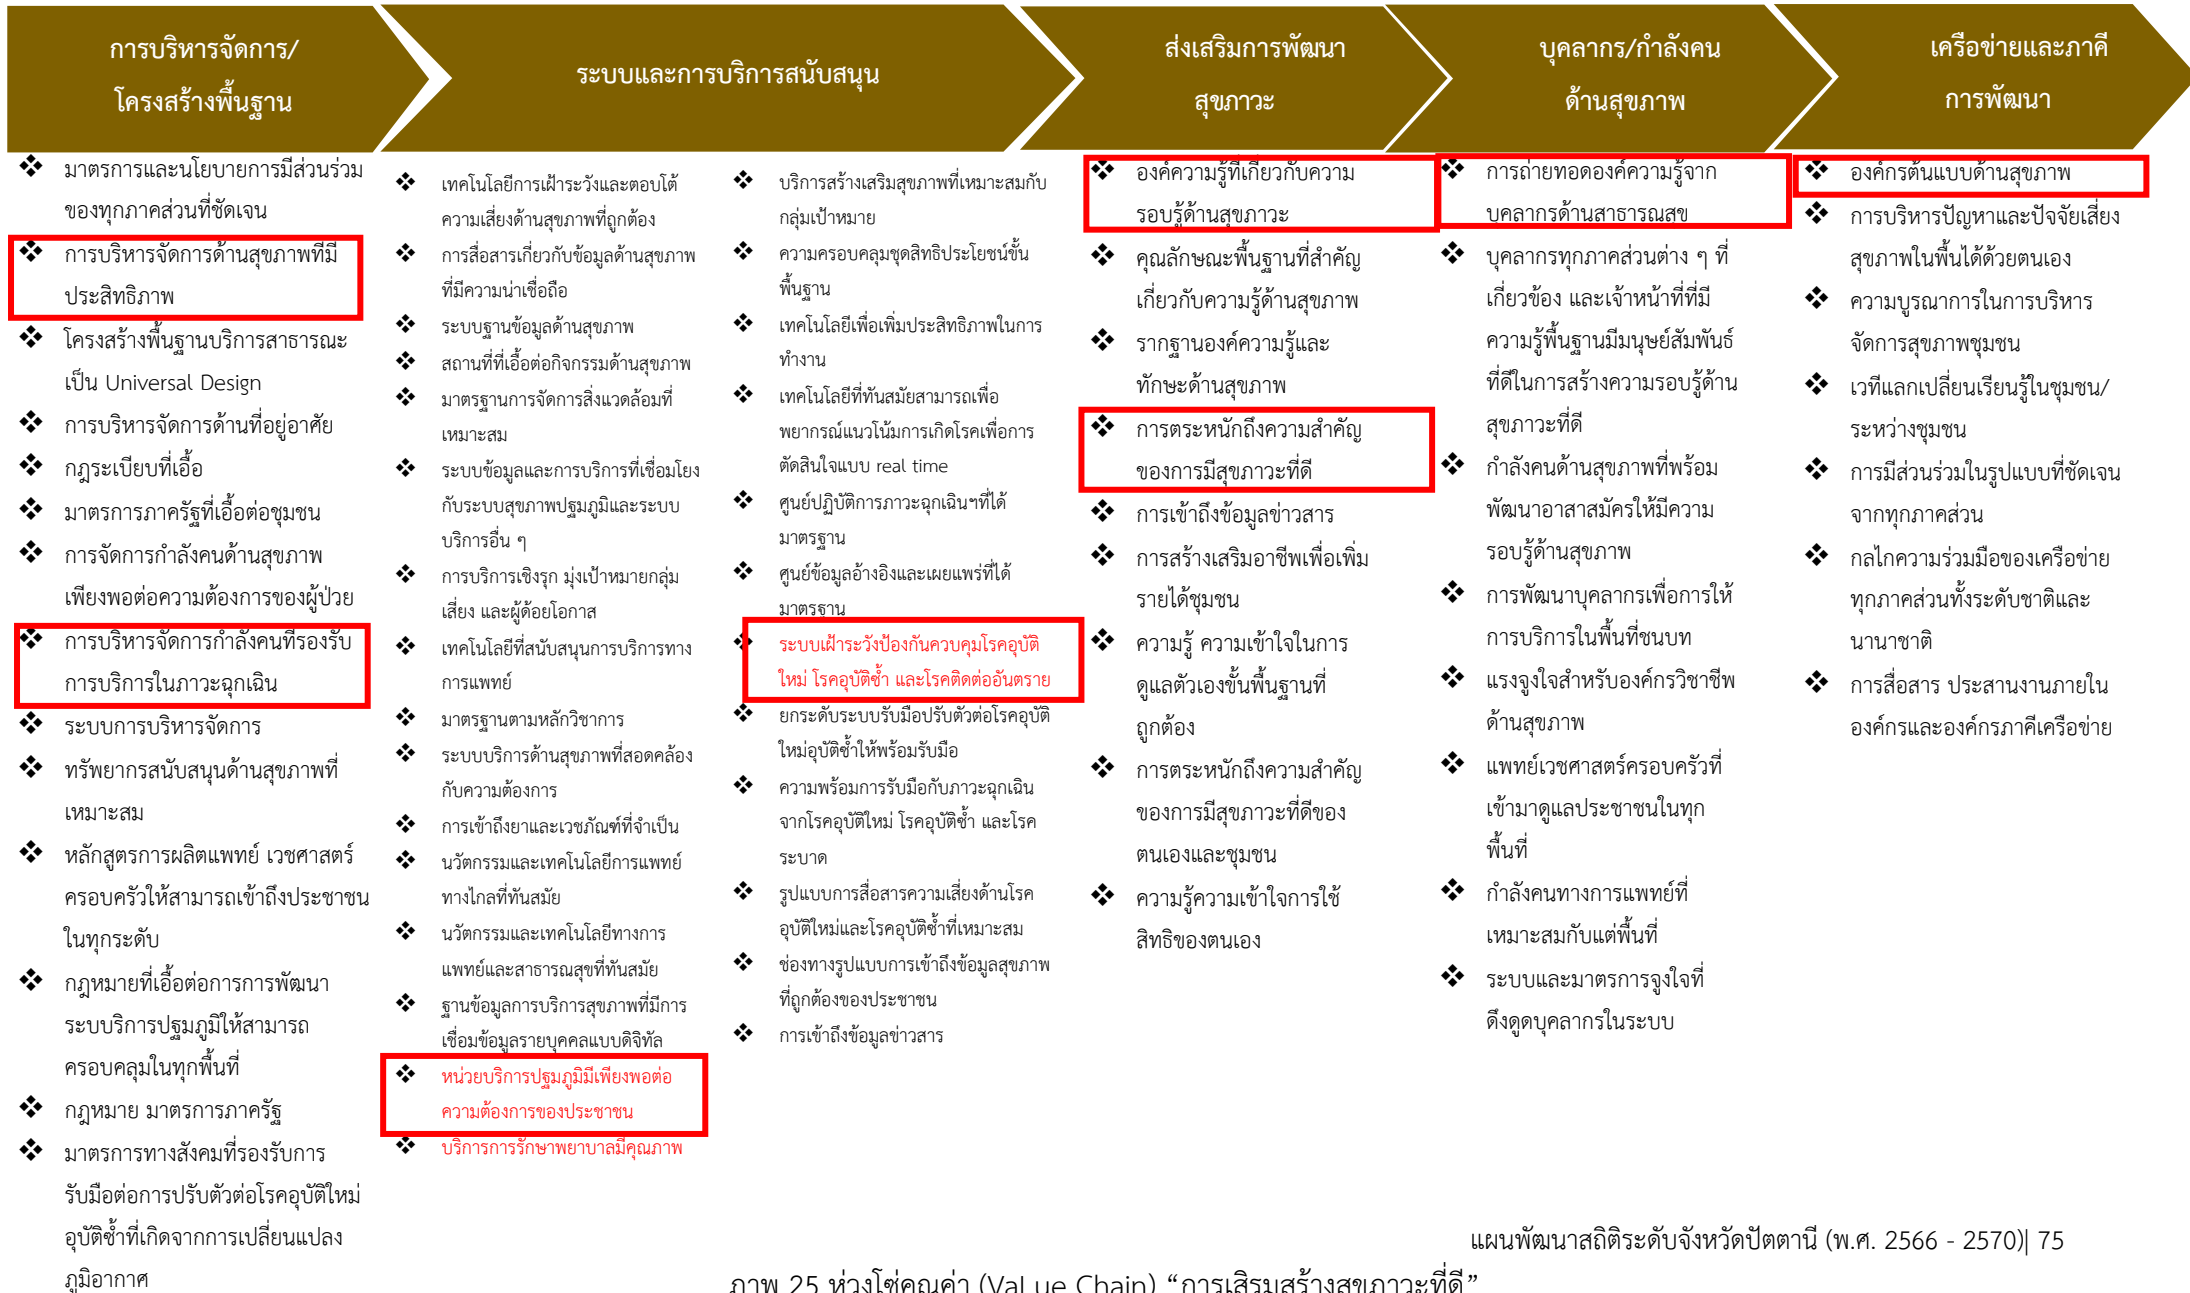 การบริหารจัดการ/
โครงสร้างพื้นฐาน
ระบบและการบริการสนับสนุน
ส่งเสริมการพัฒนา
สุขภาวะ
บุคลากร/กำลังคน
ด้านสุขภาพ
เครือข่ายและภาคี
การพัฒนา
❖ มาตรการและนโยบายการมีส่วนร่วม
ของทุกภาคส่วนที่ชัดเจน
❖ การบริหารจัดการด้านสุขภาพที่มี
ประสิทธิภาพ
❖ โครงสร้างพื้นฐานบริการสาธารณะ
เป็น Universal Design
❖ การบริหารจัดการด้านที่อยู่อาศัย
❖ กฎระเบียบที่เอื้อ
❖ มาตรการภาครัฐที่เอื้อต่อชุมชน
❖ การจัดการกำลังคนด้านสุขภาพ
เพียงพอต่อความต้องการของผู้ป่วย
❖ การบริหารจัดการกำลังคนที่รองรับ
การบริการในภาวะฉุกเฉิน
❖ ระบบการบริหารจัดการ
❖ ทรัพยากรสนับสนุนด้านสุขภาพที่
เหมาะสม
❖ หลักสูตรการผลิตแพทย์ เวชศาสตร์
ครอบครัวให้สามารถเข้าถึงประชาชน
ในทุกระดับ
❖ กฎหมายที่เอื้อต่อการการพัฒนา
ระบบบริการปฐมภูมิให้สามารถ
ครอบคลุมในทุกพื้นที่
❖ กฎหมาย มาตรการภาครัฐ
❖ มาตรการทางสังคมที่รองรับการ
รับมือต่อการปรับตัวต่อโรคอุบัติใหม่
อุบัติซ้ำที่เกิดจากการเปลี่ยนแปลง
ภูมิอากาศ
❖ เทคโนโลยีการเฝ้าระวังและตอบโต้
ความเสี่ยงด้านสุขภาพที่ถูกต้อง
❖ การสื่อสารเกี่ยวกับข้อมูลด้านสุขภาพ
ที่มีความน่าเชื่อถือ
❖ ระบบฐานข้อมูลด้านสุขภาพ
❖ สถานที่ที่เอื้อต่อกิจกรรมด้านสุขภาพ
❖ มาตรฐานการจัดการสิ่งแวดล้อมที่
เหมาะสม
❖ ระบบข้อมูลและการบริการที่เชื่อมโยง
กับระบบสุขภาพปฐมภูมิและระบบ
บริการอื่น ๆ
❖ การบริการเชิงรุก มุ่งเป้าหมายกลุ่ม
เสี่ยง และผู้ด้อยโอกาส
❖ เทคโนโลยีที่สนับสนุนการบริการทาง
การแพทย์
❖ มาตรฐานตามหลักวิชาการ
❖ ระบบบริการด้านสุขภาพที่สอดคล้อง
กับความต้องการ
❖ การเข้าถึงยาและเวชภัณฑ์ที่จำเป็น
❖ นวัตกรรมและเทคโนโลยีการแพทย์
ทางไกลที่ทันสมัย
❖ นวัตกรรมและเทคโนโลยีทางการ
แพทย์และสาธารณสุขที่ทันสมัย
❖ ฐานข้อมูลการบริการสุขภาพที่มีการ
เชื่อมข้อมูลรายบุคคลแบบดิจิทัล
❖ หน่วยบริการปฐมภูมิมีเพียงพอต่อ
ความต้องการของประชาชน
❖ บริการการรักษาพยาบาลมีคุณภาพ
❖ บริการสร้างเสริมสุขภาพที่เหมาะสมกับ
กลุ่มเป้าหมาย
❖ ความครอบคลุมชุดสิทธิประโยชน์ขั้น
พื้นฐาน
❖ เทคโนโลยีเพื่อเพิ่มประสิทธิภาพในการ
ทำงาน
❖ เทคโนโลยีที่ทันสมัยสามารถเพื่อ
พยากรณ์แนวโน้มการเกิดโรคเพื่อการ
ตัดสินใจแบบ real time
❖ ศูนย์ปฏิบัติการภาวะฉุกเฉินฯที่ได้
มาตรฐาน
❖ ศูนย์ข้อมูลอ้างอิงและเผยแพร่ที่ได้
มาตรฐาน
❖ ระบบเฝ้าระวังป้องกันควบคุมโรคอุบัติ
ใหม่ โรคอุบัติซ้ำ และโรคติดต่ออันตราย
❖ ยกระดับระบบรับมือปรับตัวต่อโรคอุบัติ
ใหม่อุบัติซ้ำให้พร้อมรับมือ
❖ ความพร้อมการรับมือกับภาวะฉุกเฉิน
จากโรคอุบัติใหม่ โรคอุบัติซ้ำ และโรค
ระบาด
❖ รูปแบบการสื่อสารความเสี่ยงด้านโรค
อุบัติใหม่และโรคอุบัติซ้ำที่เหมาะสม
❖ ช่องทางรูปแบบการเข้าถึงข้อมูลสุขภาพ
ที่ถูกต้องของประชาชน
❖ การเข้าถึงข้อมูลข่าวสาร
❖ องค์ความรู้ที่เกี่ยวกับความ
รอบรู้ด้านสุขภาวะ
❖ คุณลักษณะพื้นฐานที่สำคัญ
เกี่ยวกับความรู้ด้านสุขภาพ
❖ รากฐานองค์ความรู้และ
ทักษะด้านสุขภาพ
❖ การตระหนักถึงความสำคัญ
ของการมีสุขภาวะที่ดี
❖ การเข้าถึงข้อมูลข่าวสาร
❖ การสร้างเสริมอาชีพเพื่อเพิ่ม
รายได้ชุมชน
❖ ความรู้ ความเข้าใจในการ
ดูแลตัวเองขั้นพื้นฐานที่
ถูกต้อง
❖ การตระหนักถึงความสำคัญ
ของการมีสุขภาวะที่ดีของ
ตนเองและชุมชน
❖ ความรู้ความเข้าใจการใช้
สิทธิของตนเอง
❖ การถ่ายทอดองค์ความรู้จาก
บุคลากรด้านสาธารณสุข
❖ บุคลากรทุกภาคส่วนต่าง ๆ ที่
เกี่ยวข้อง และเจ้าหน้าที่ที่มี
ความรู้พื้นฐานมีมนุษย์สัมพันธ์
ที่ดีในการสร้างความรอบรู้ด้าน
สุขภาวะที่ดี
❖ กำลังคนด้านสุขภาพที่พร้อม
พัฒนาอาสาสมัครให้มีความ
รอบรู้ด้านสุขภาพ
❖ การพัฒนาบุคลากรเพื่อการให้
การบริการในพื้นที่ชนบท
❖ แรงจูงใจสำหรับองค์กรวิชาชีพ
ด้านสุขภาพ
❖ แพทย์เวชศาสตร์ครอบครัวที่
เข้ามาดูแลประชาชนในทุก
พื้นที่
❖ กำลังคนทางการแพทย์ที่
เหมาะสมกับแต่พื้นที่
❖ ระบบและมาตรการจูงใจที่
ดึงดูดบุคลากรในระบบ
❖ องค์กรต้นแบบด้านสุขภาพ
❖ การบริหารปัญหาและปัจจัยเสี่ยง
สุขภาพในพื้นได้ด้วยตนเอง
❖ ความบูรณาการในการบริหาร
จัดการสุขภาพชุมชน
❖ เวทีแลกเปลี่ยนเรียนรู้ในชุมชน/
ระหว่างชุมชน
❖ การมีส่วนร่วมในรูปแบบที่ชัดเจน
จากทุกภาคส่วน
❖ กลไกความร่วมมือของเครือข่าย
ทุกภาคส่วนทั้งระดับชาติและ
นานาชาติ
❖ การสื่อสาร ประสานงานภายใน
องค์กรและองค์กรภาคีเครือข่าย
แผนพัฒนาสถิติระดับจังหวัดปัตตานี (พ.ศ. 2566 - 2570)| 75
ภาพ 25 ห่วงโซ่คุณค่า (VaL ue Chain) “การเสิรมสร้างสุขภาวะที่ดี”